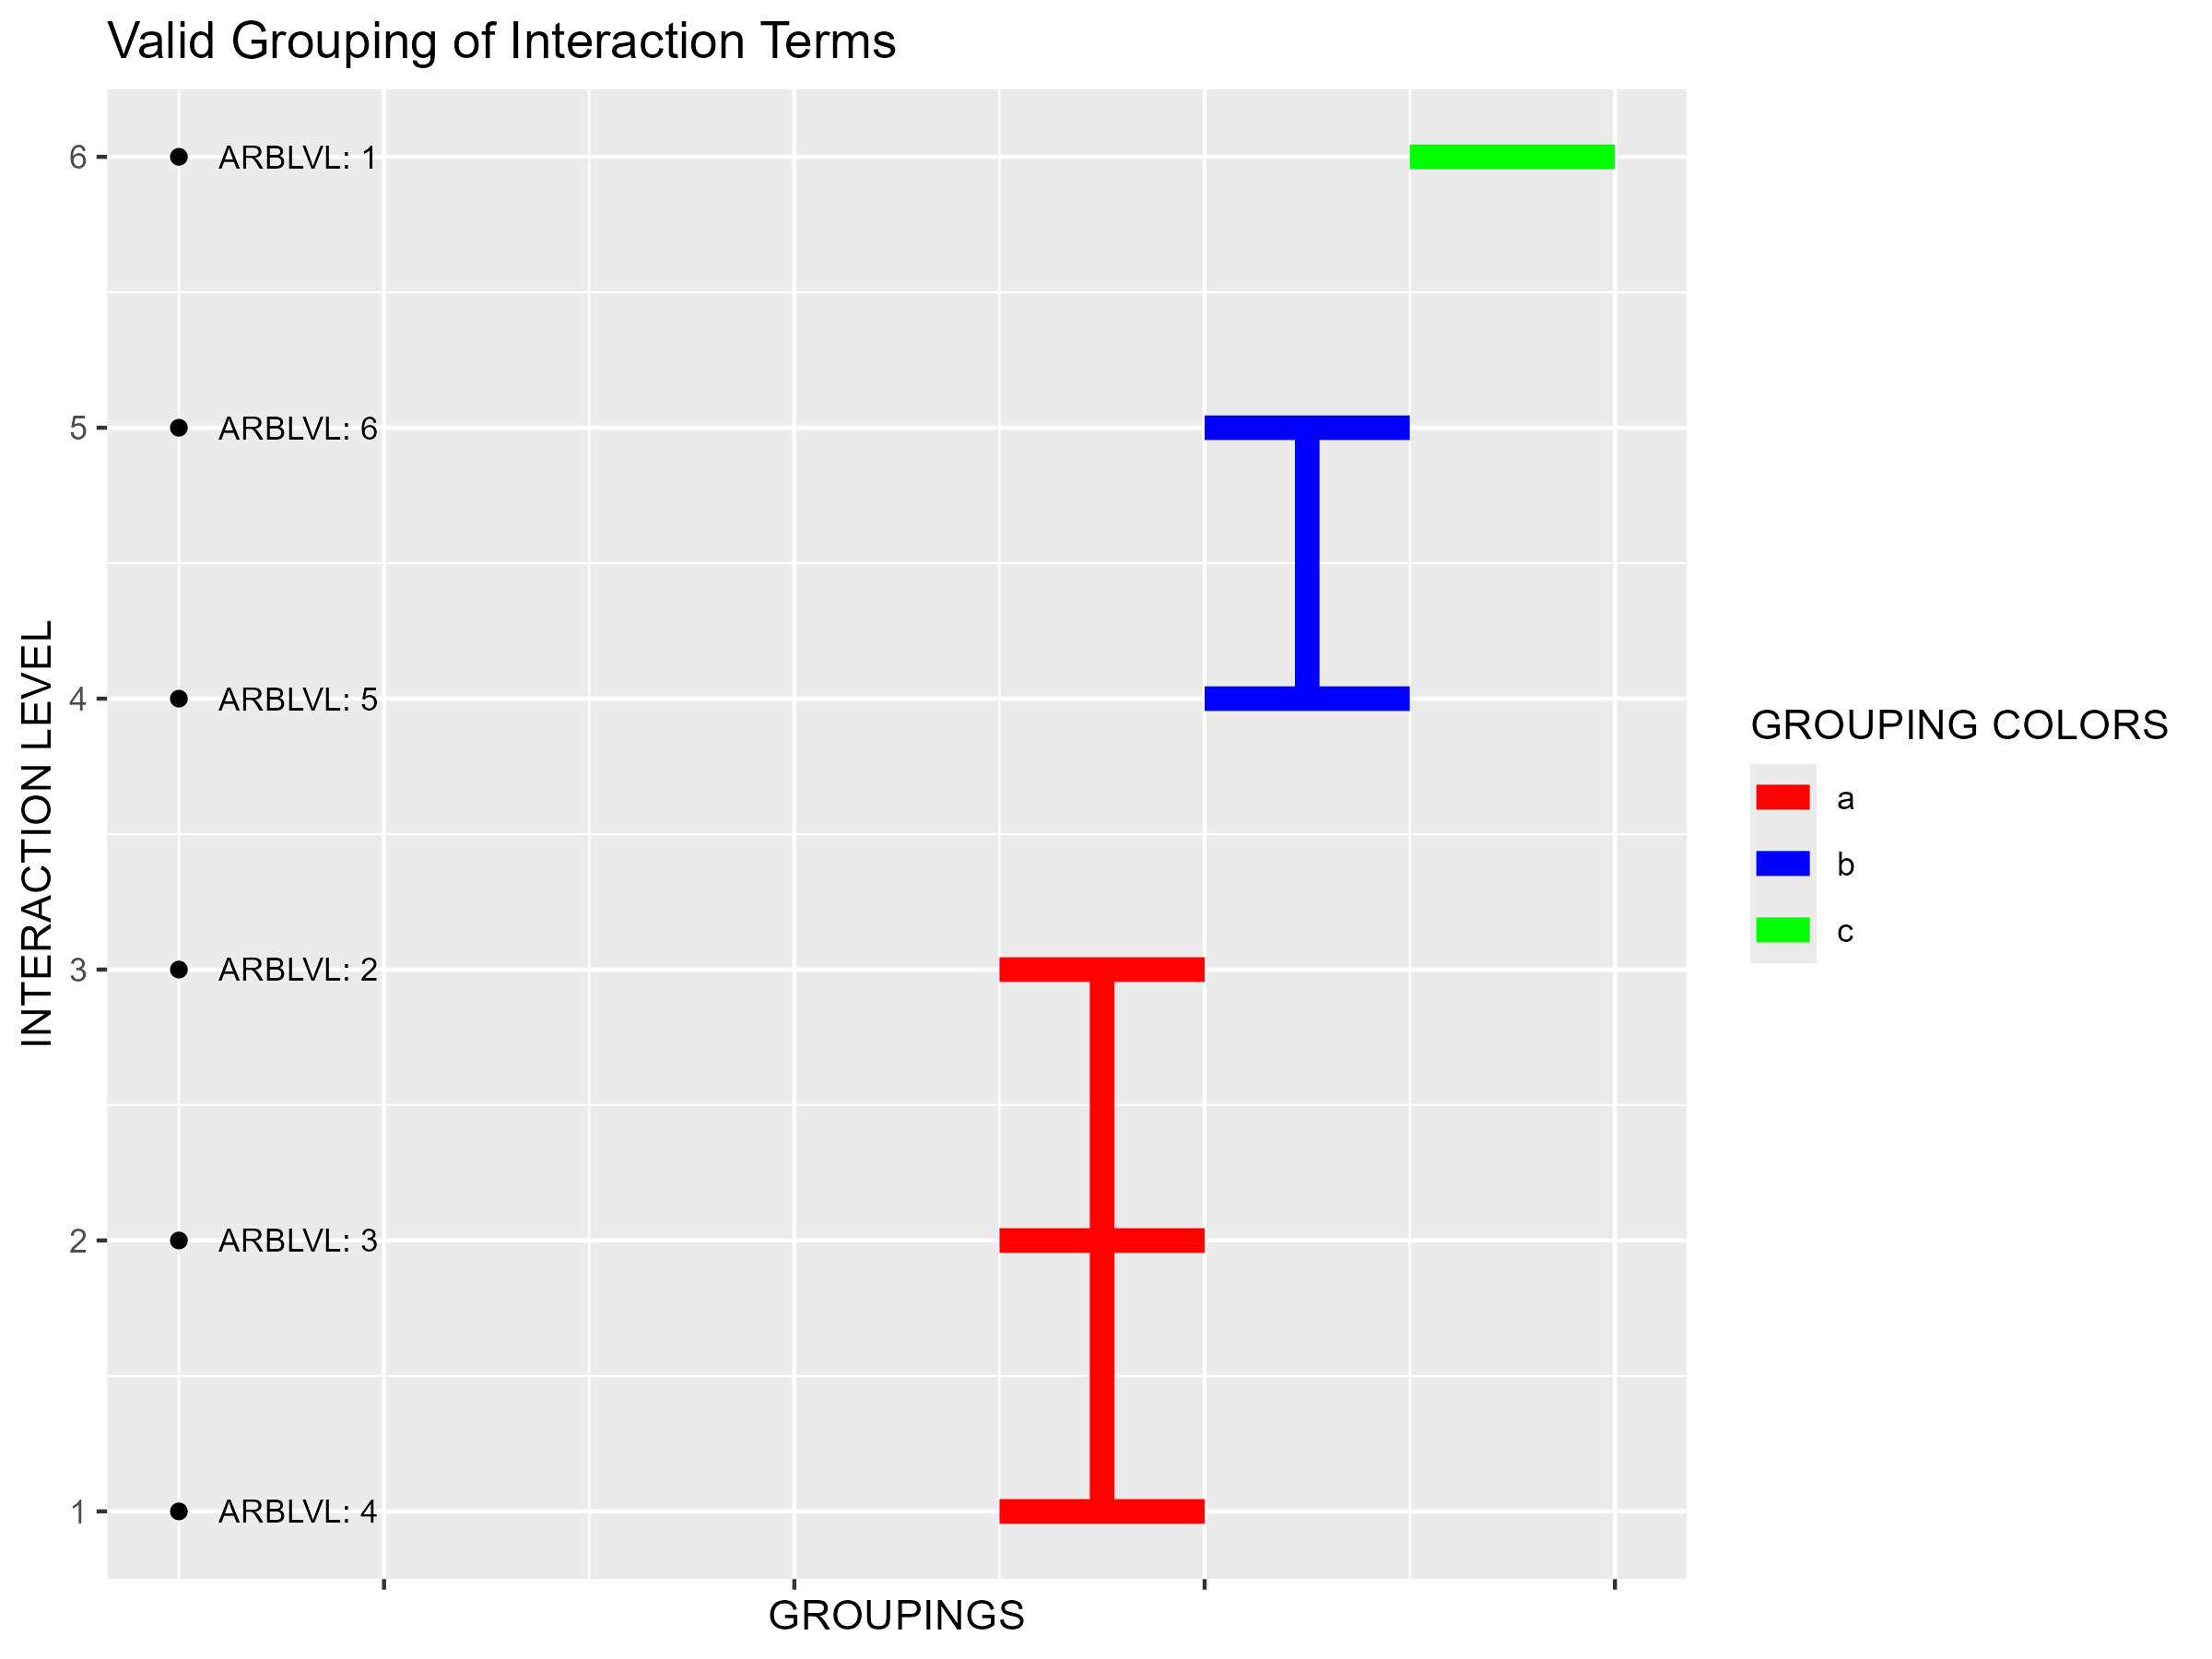 Valid Grouping of Interaction Terms
INTERACTION LEVEL
6
ARBLVL: 1
5
ARBLVL: 6
4
ARBLVL: 5
3
ARBLVL: 2
2
ARBLVL: 3
1
ARBLVL: 4
GROUPINGS
GROUPING COLORS
a
b
c